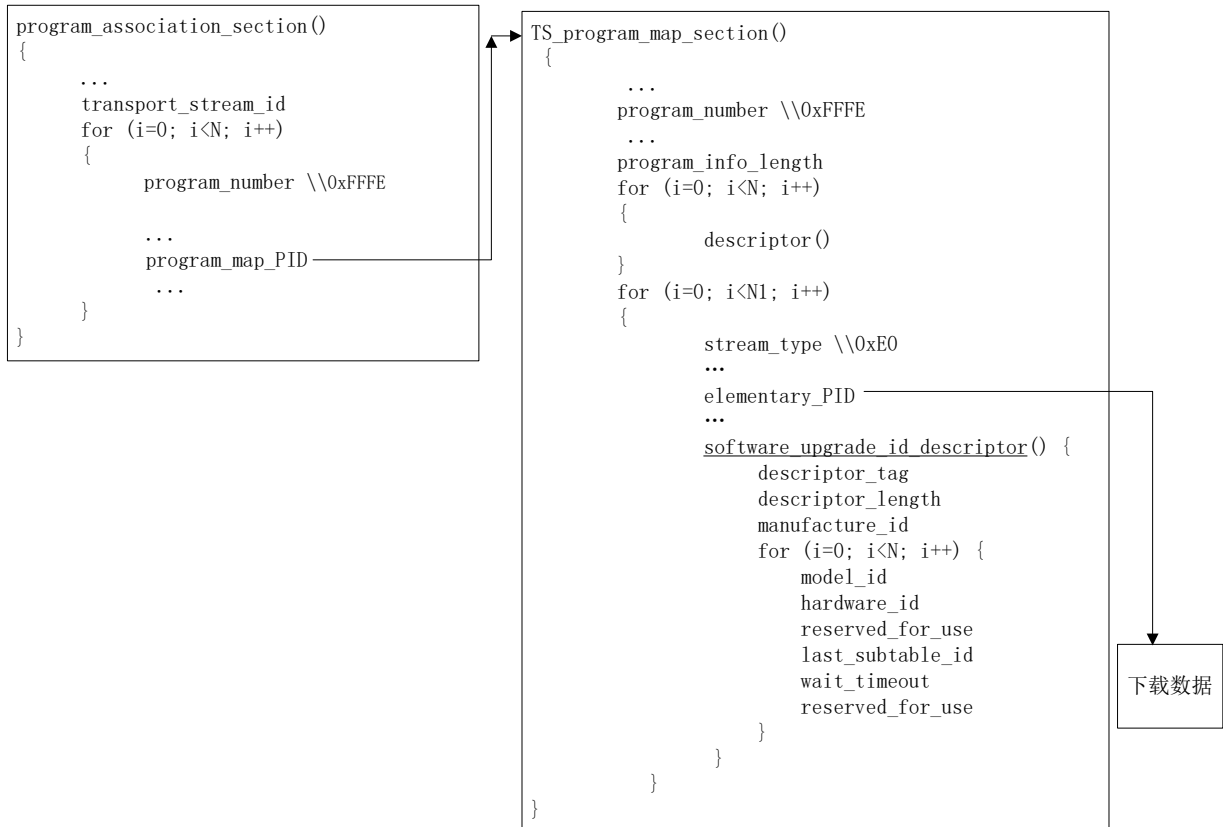 program_association_section()
{
...
transport_stream_id
for (i=0; i<N; i++)
{
program_number \\0xFFFE
...
program_map_PID
...
}
}
TS_program_map_section()
{
...
program_number \\0xFFFE
...
program_info_length
for (i=0; i<N; i++)
{
descriptor()
}
for (i=0; i<N1; i++)
{
stream_type \\0xE0
…
elementary_PID
…
software_upgrade_id_descriptor() {
descriptor_tag
descriptor_length
manufacture_id
for (i=0; i<N; i++) {
model_id
hardware_id
reserved_for_use
last_subtable_id
wait_timeout
reserved_for_use
}
}
}
}
下载数据